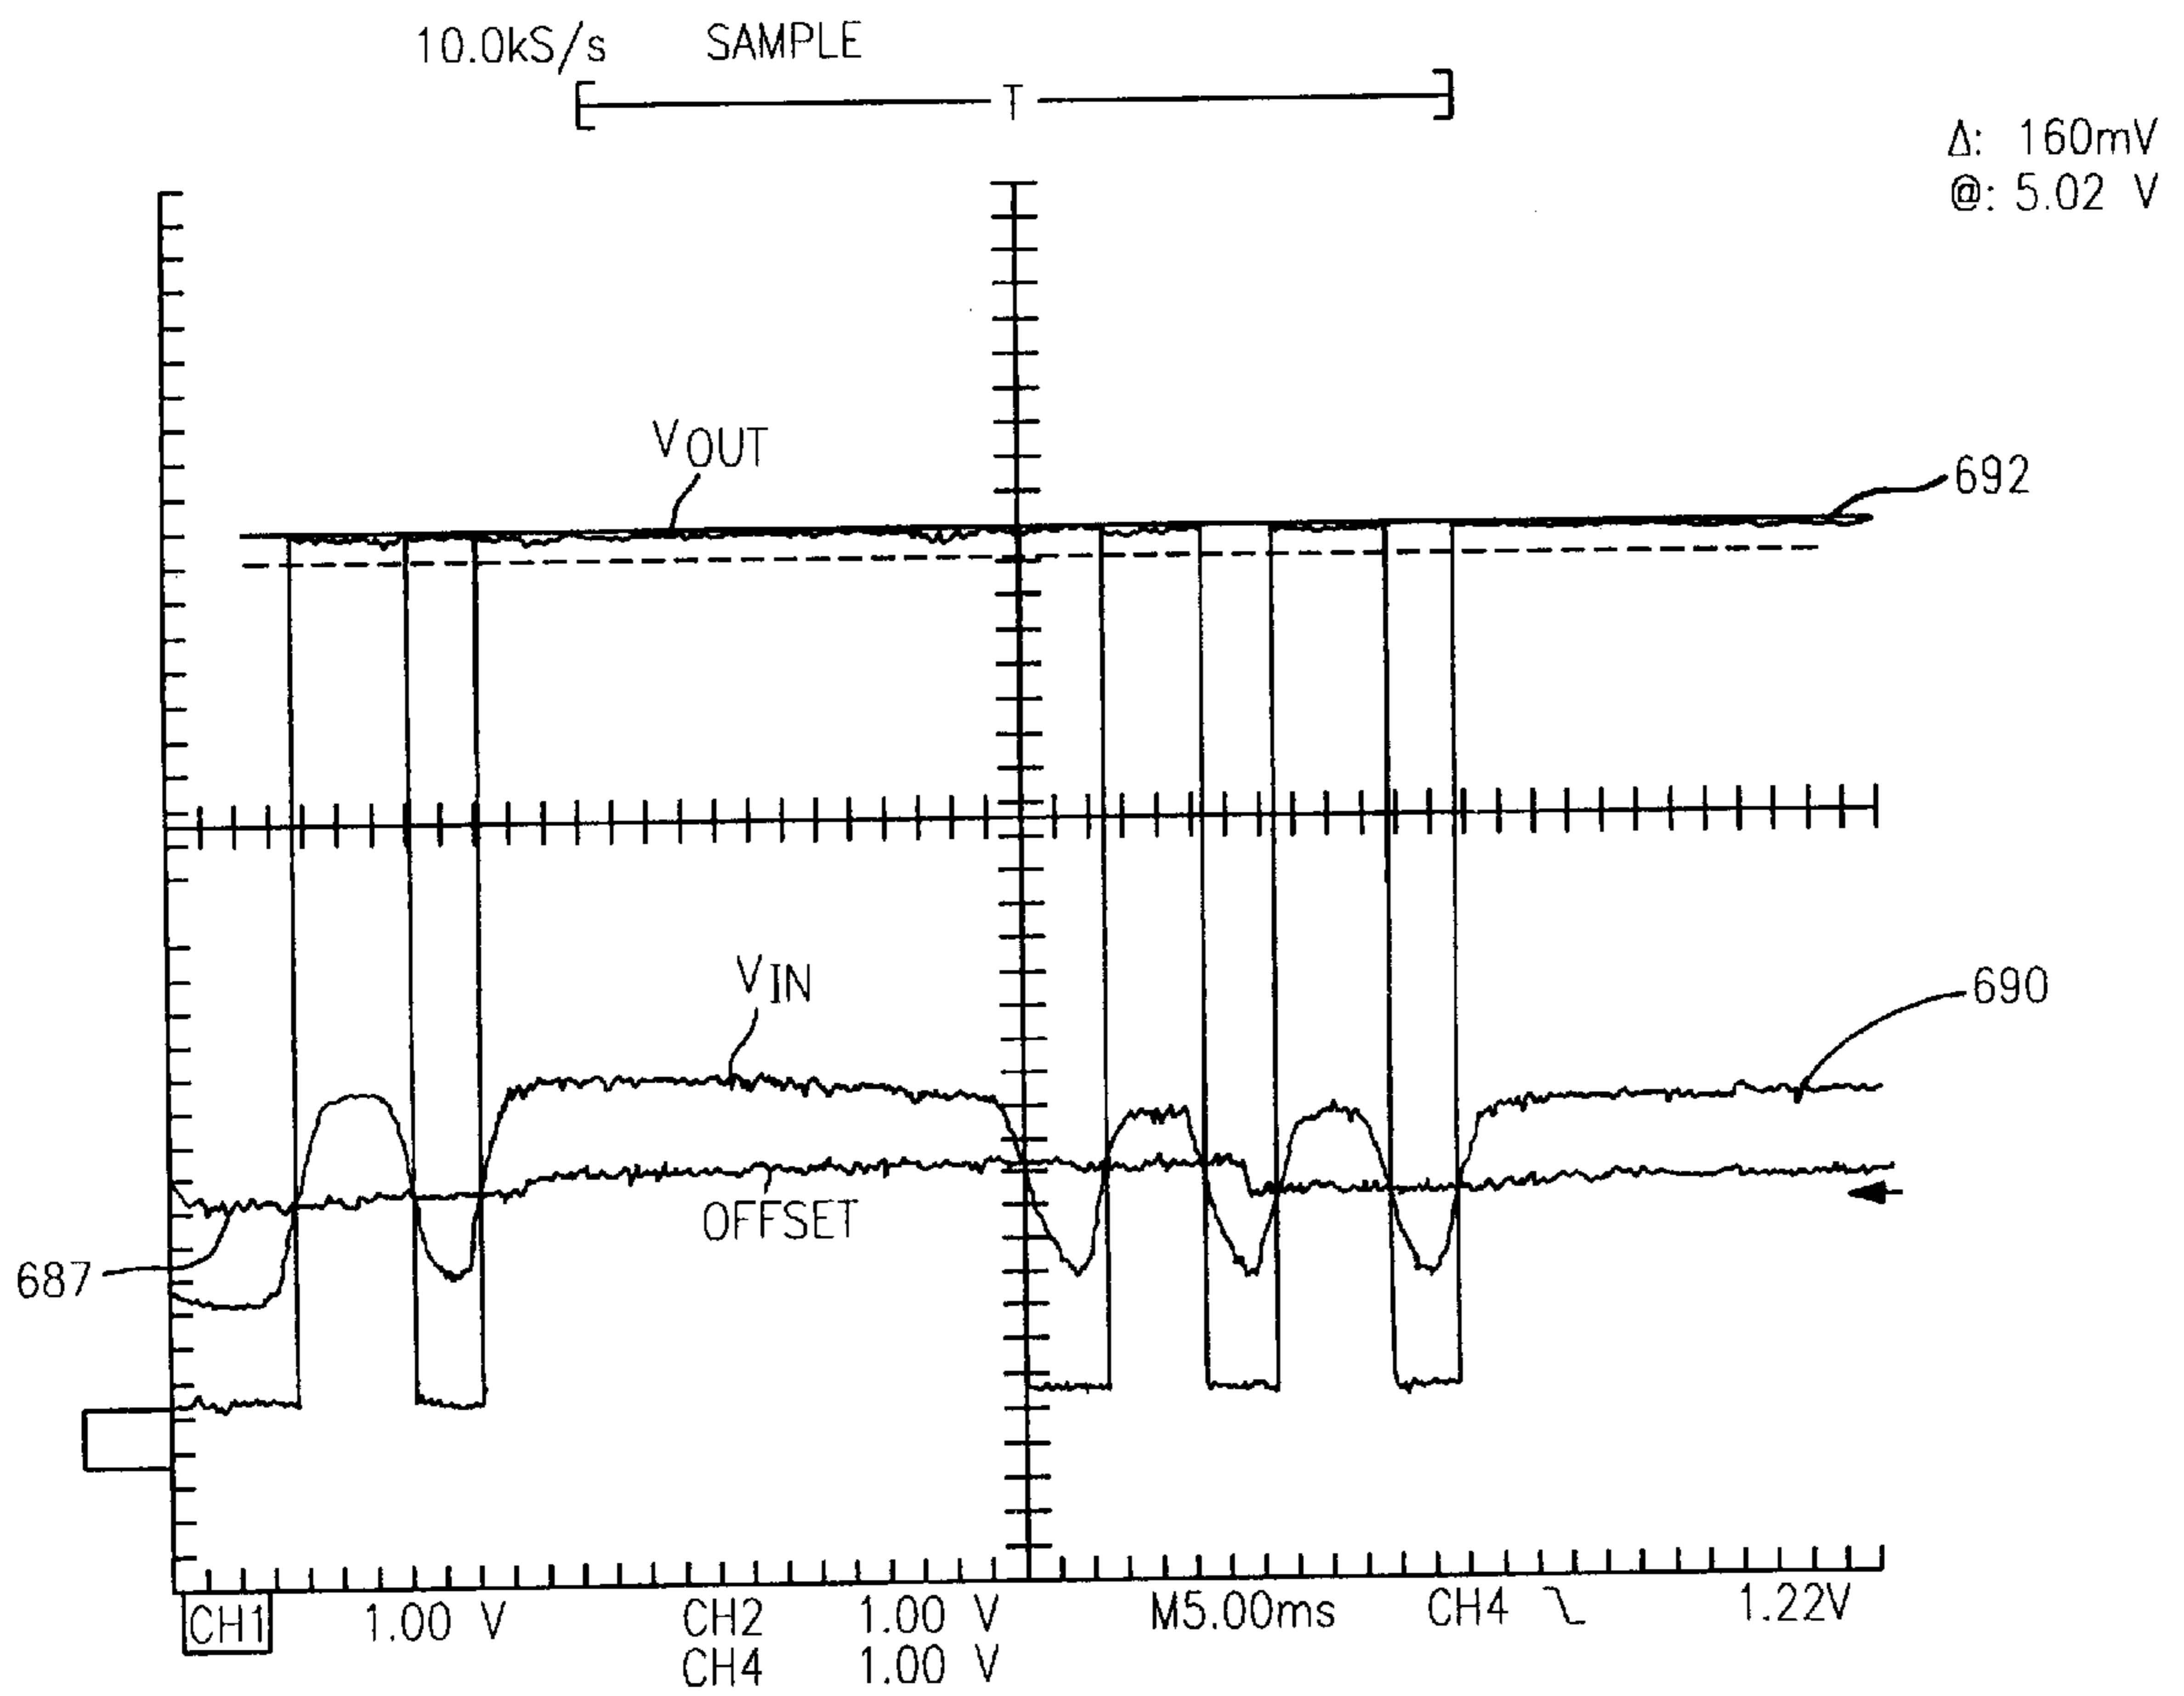 10.0kS/s SAMPLE
T
Δ: 160mV
@: 5.02 V
VOUT
692
VIN
690
OFFSET
687
CH1 1.00 V CH2 1.00 V M5.00ms CH4 1.22V
CH4 1.00 V